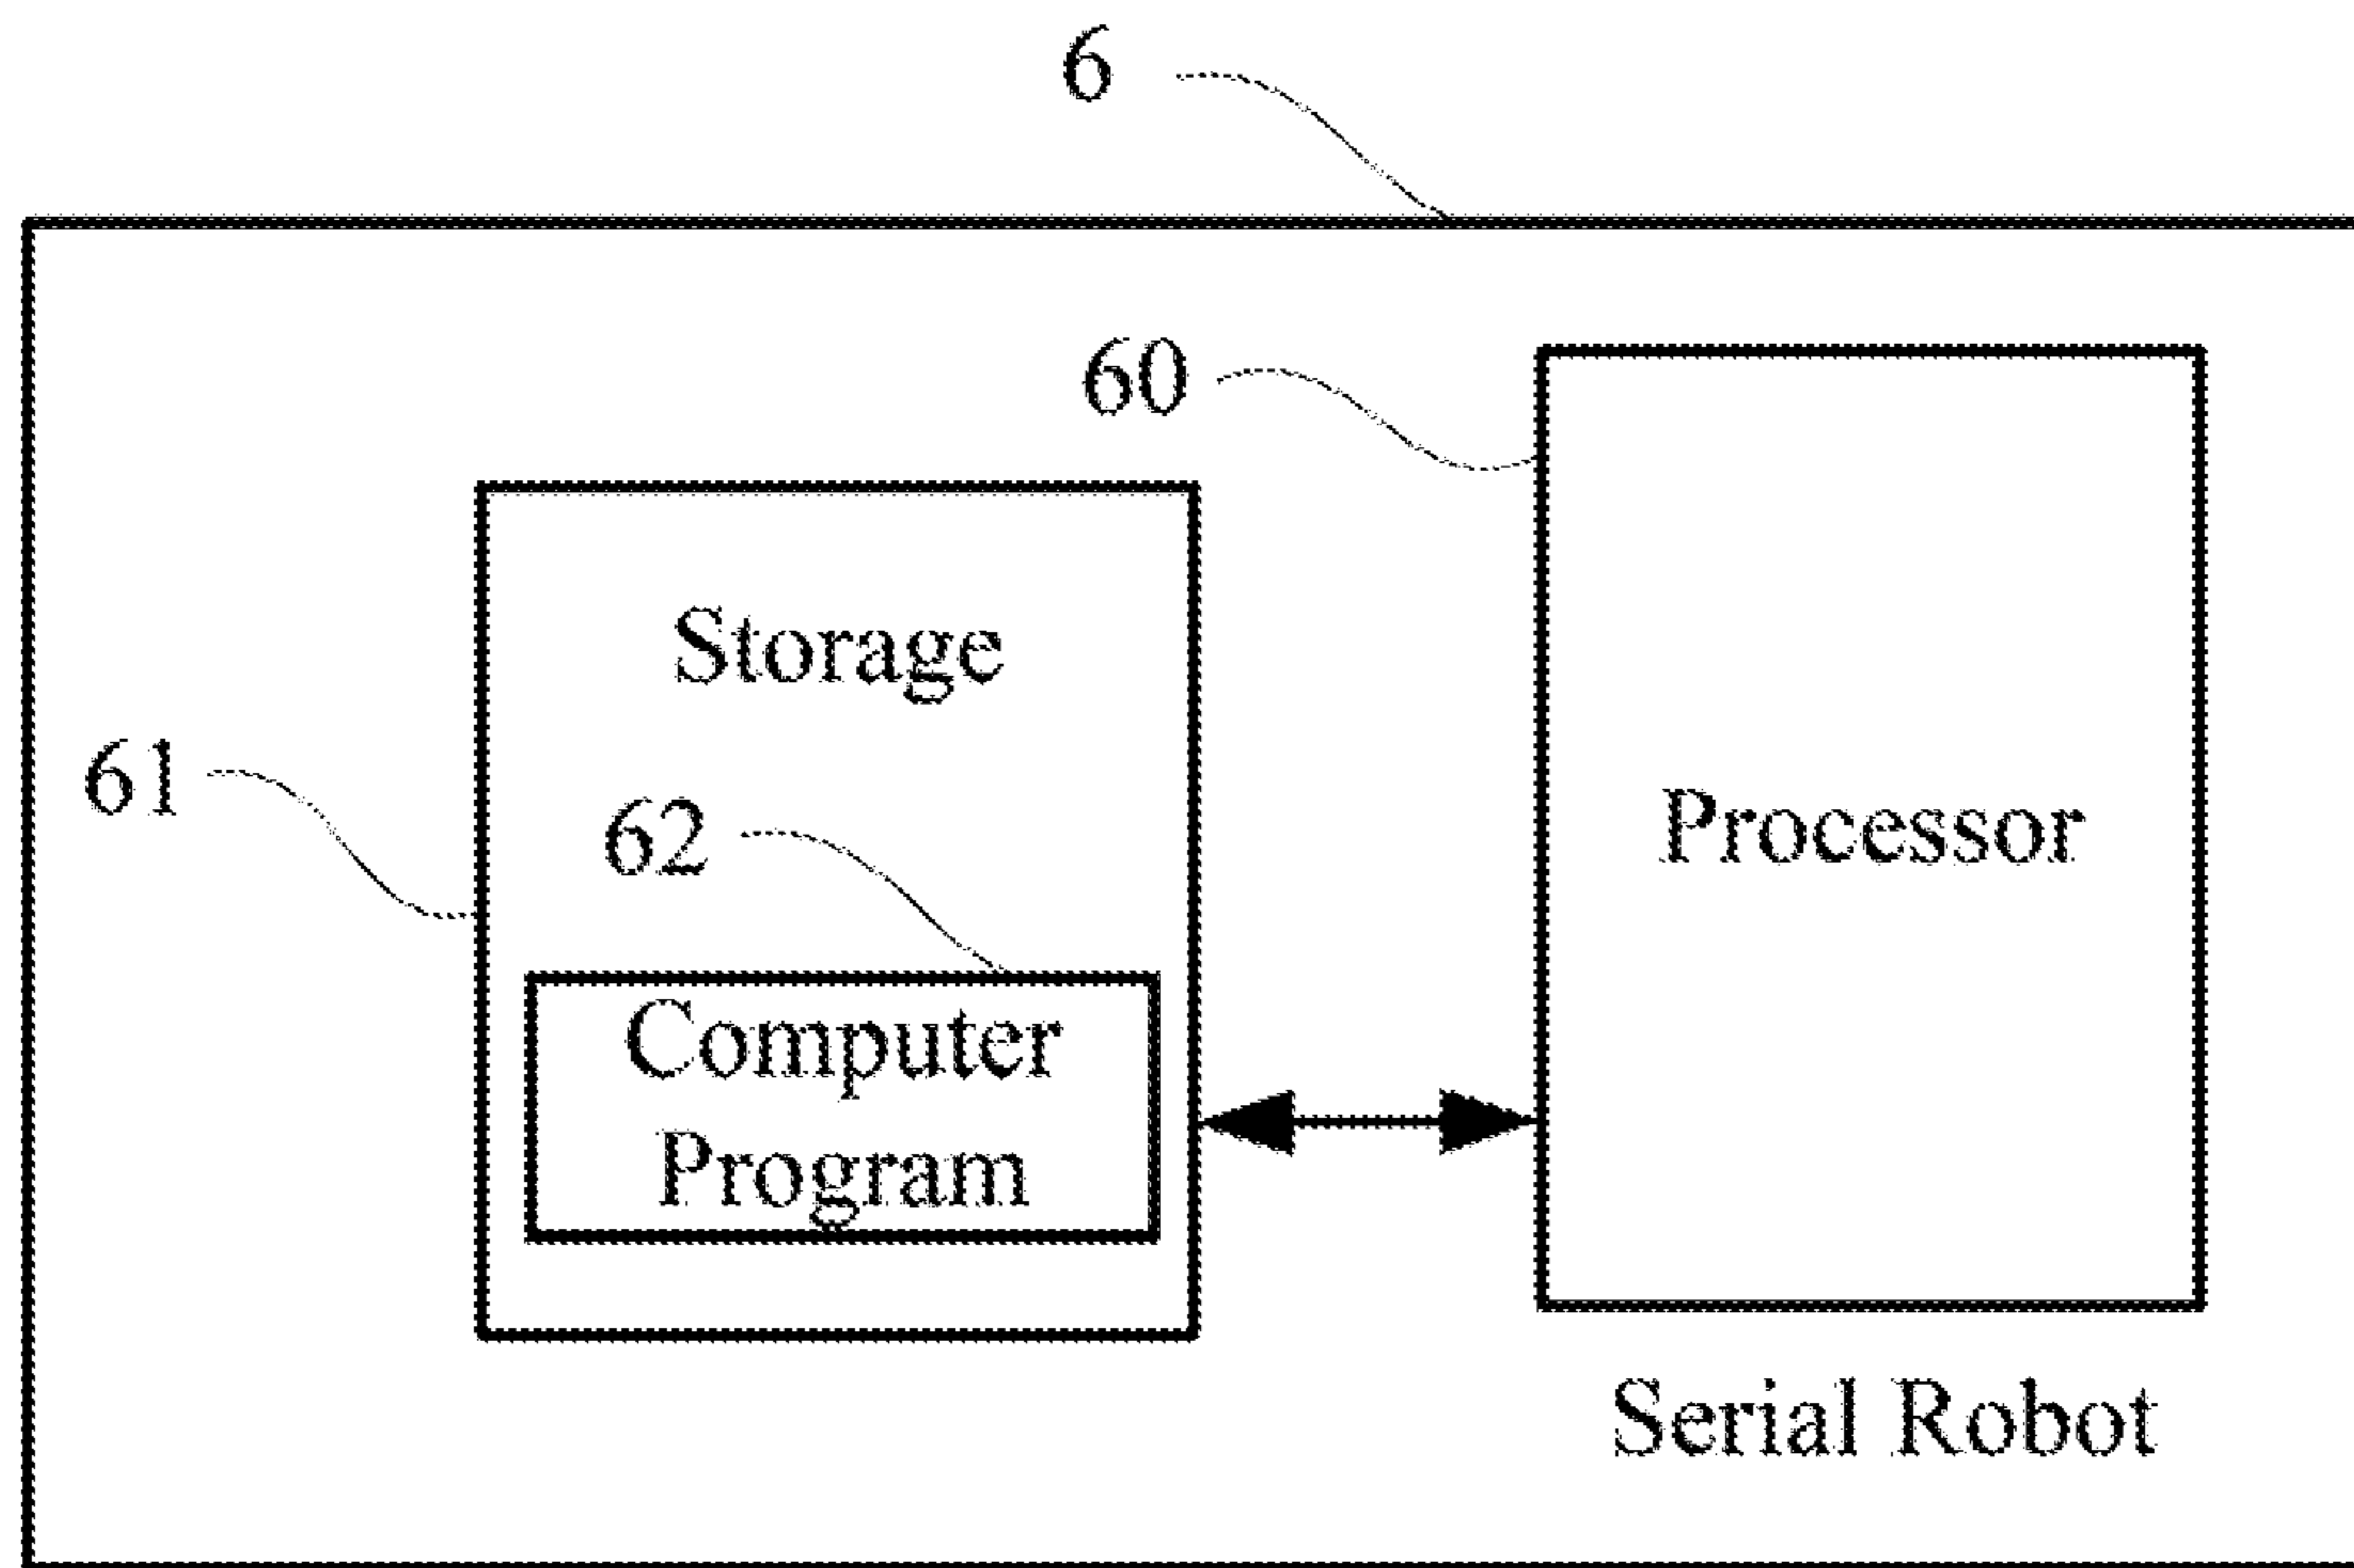 6
60
Storage
61
62
Processor
Computer
Program
Serial Robot